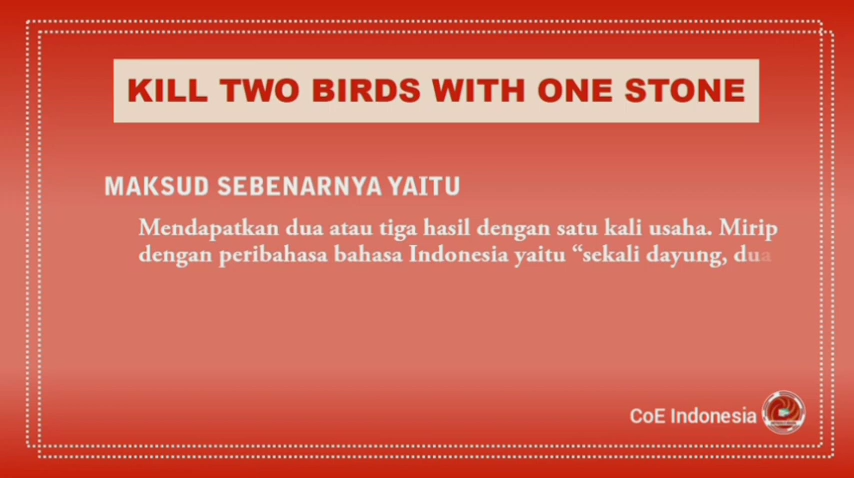 KILL TWO BIRDS WITH ONE STONE
MAKSUD SEBENARNYA YAITU
Mendapatkan dua atau tiga hasil dengan satu kali usaha. Mirip
dengan peribahasa bahasa Indonesia yaitu “sekali dayung, dua
CoE Indonesia